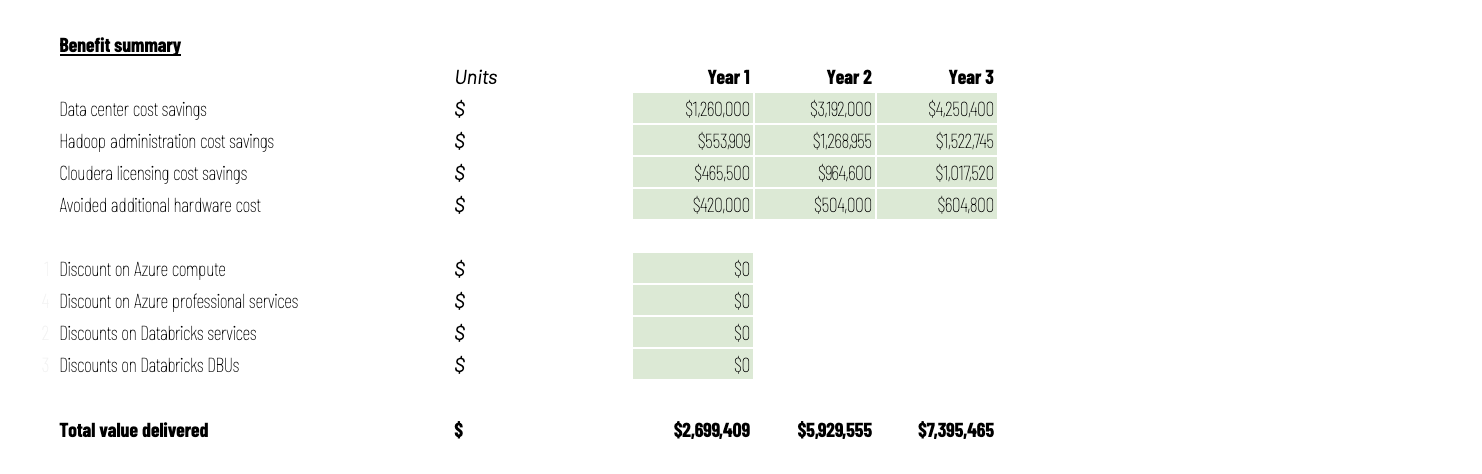 Benefit summary
Units Year 1 Year 2 Year 3
Data center cost savings $ $1,260,000 $3,192,000 $4,250,400
Hadoop administration cost savings $ $553,909 $1,268,955 $1,522,745
Cloudera licensing cost savings $ $465,500 $964,600 $1,017,520
Avoided additional hardware cost $ $420,000 $504,000 $604,800
1 Discount on Azure compute $ $0
4 Discount on Azure professional services $ $0
2 Discounts on Databricks services $ $0
3 Discounts on Databricks DBUs $ $0
Total value delivered $ $2,699,409 $5,929,555 $7,395,465